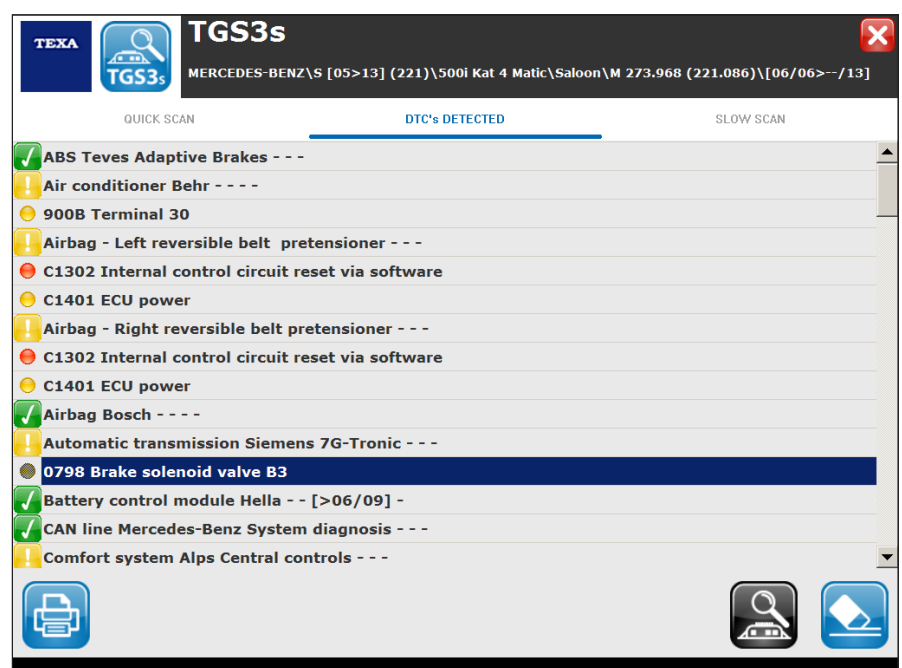 TEXA
TGS3s
TGS3s
MERCEDES-BENZ\S [05>13] (221)\500i Kat 4 Matic\Saloon\M 273.968 (221.086)\[06/06>--/13]
QUICK SCAN
DTC's DETECTED
SLOW SCAN
ABS Teves Adaptive Brakes - - -
Air conditioner Behr - - - -
900B Terminal 30
Airbag - Left reversible belt  pretensioner - - -
C1302 Internal control circuit reset via software
C1401 ECU power
Airbag - Right reversible belt pretensioner - - -
C1302 Internal control circuit reset via software
C1401 ECU power
Airbag Bosch - - - -
Automatic transmission Siemens 7G-Tronic - - -
0798 Brake solenoid valve B3
Battery control module Hella - - [>06/09] -
CAN line Mercedes-Benz System diagnosis - - -
Comfort system Alps Central controls - - -